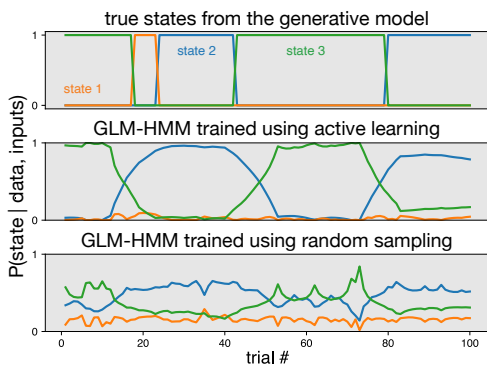 true states from the generative model
1
state 2
state 3
state 1
0
GLM-HMM trained using active learning
1
0
P(state | data, inputs)
GLM-HMM trained using random sampling
1
0
0 20 40 60 80 100
trial #